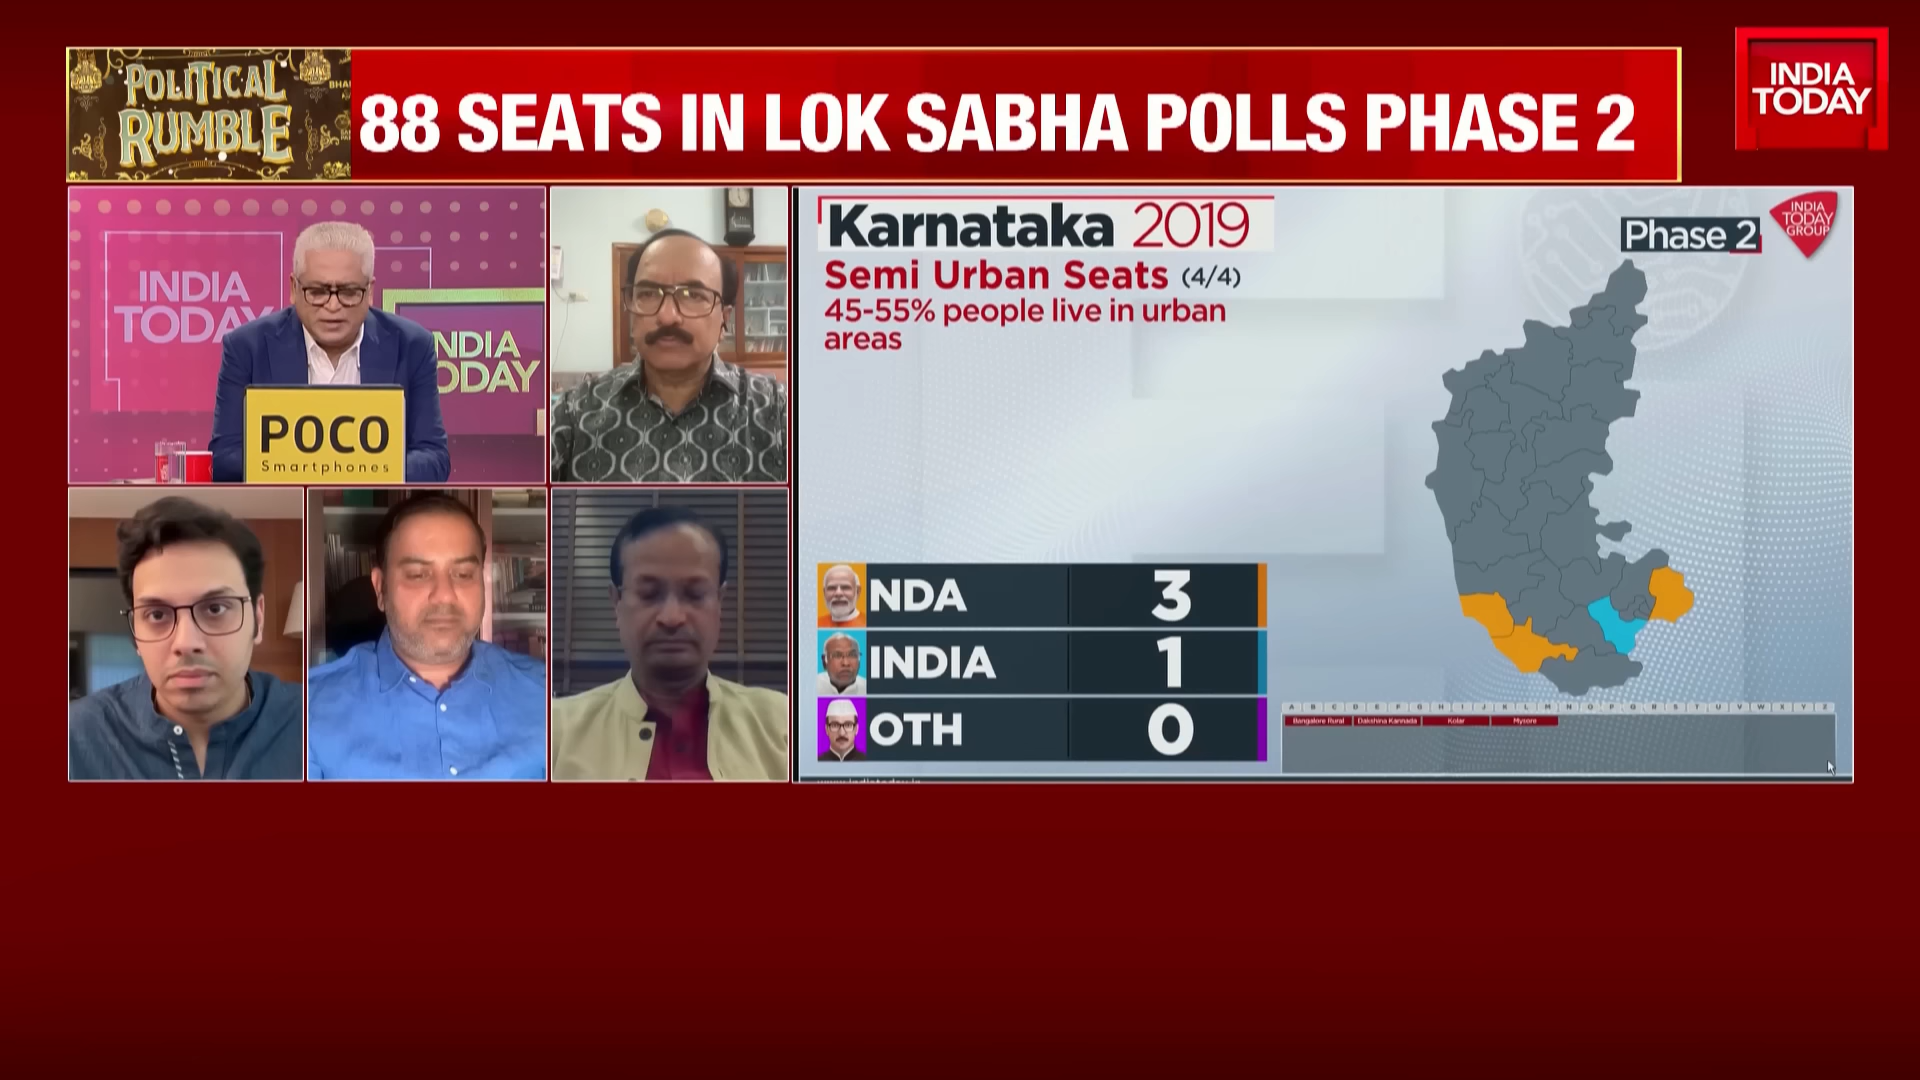 POLITICAL
RUMBLE
88 SEATS IN LOK SABHA POLLS PHASE 2
INDIA
TODAY
INDIA
TODAY
NDIA
ODAY
POCO
Smartphones
Karnataka 2019
Semi Urban Seats (4/4)
45-55% people live in urban
areas
Phase 2
INDIA
TODAY
GROUP
NDA 3
INDIA 1
OTH 0
A B C D E F G H I J K L M N O P Q R S T U V W X Y Z
Bangalore Rural Dakshina Kannada Kolar Mysore